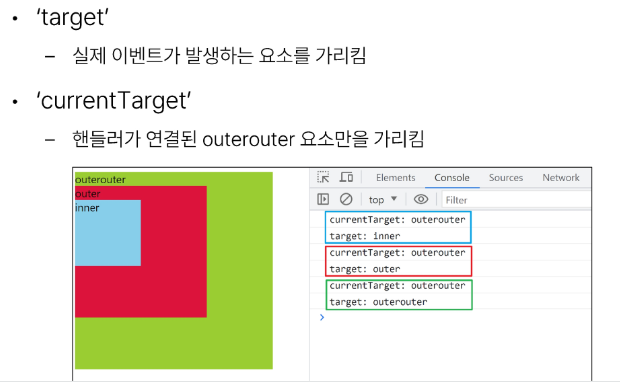 • 'target'
– 실제 이벤트가 발생하는 요소를 가리킴
• 'currentTarget'
– 핸들러가 연결된 outerouter 요소만을 가리킴
outerouter
outer
inner
Elements Console Sources Network
top ▼ Filter
currentTarget: outerouter
target: inner
currentTarget: outerouter
target: outer
currentTarget: outerouter
target: outerouter
>